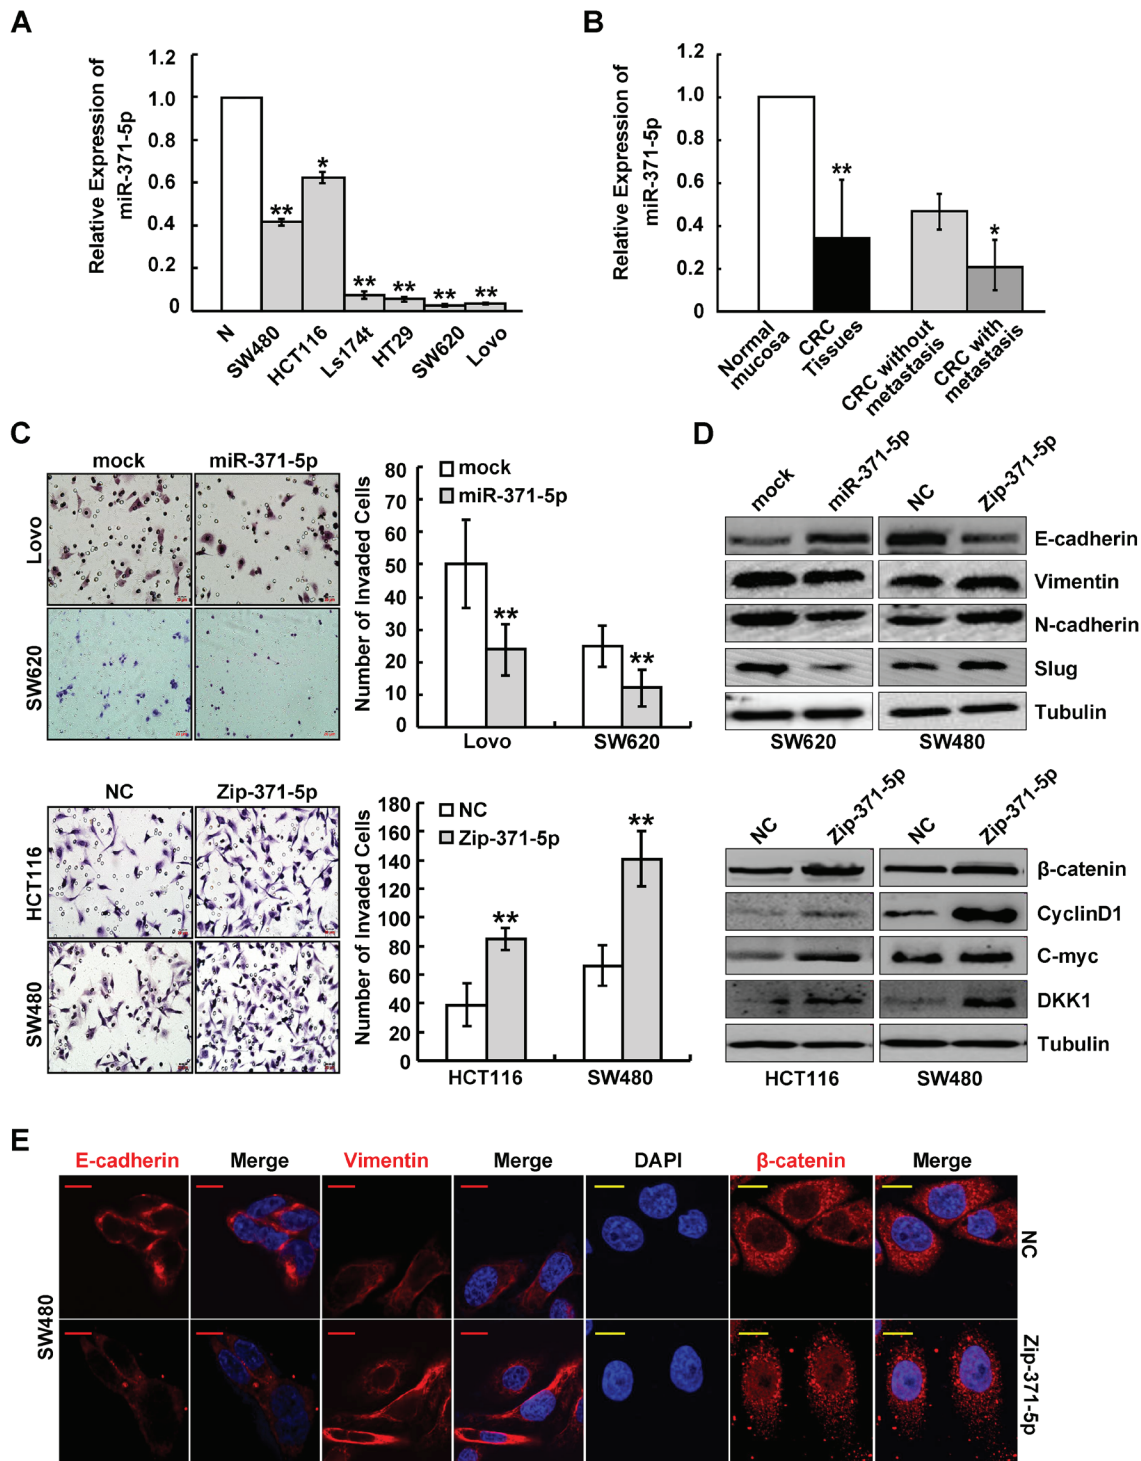 A
Relative Expression of
miR-371-5p
1.2
1.0
0.8
0.6
0.4
0.2
0
*
**
**
**
**
**
N
SW480
HCT116
Ls174t
HT29
SW620
Lovo
B
Relative Expression of
miR-371-5p
1.2
1.0
0.8
0.6
0.4
0.2
0
**
*
Normal
mucosa
CRC
Tissues
CRC without
metastasis
CRC with
metastasis
C
mock
miR-371-5p
Lovo
SW620
Number of Invaded Cells
80
70
60
50
40
30
20
10
0
mock
miR-371-5p
**
**
Lovo
SW620
NC
Zip-371-5p
HCT116
SW480
Number of Invaded Cells
180
160
140
120
100
80
60
40
20
0
NC
Zip-371-5p
**
**
HCT116
SW480
D
mock
miR-371-5p
NC
Zip-371-5p
E-cadherin
Vimentin
N-cadherin
Slug
Tubulin
SW620
SW480
NC
Zip-371-5p
NC
Zip-371-5p
β-catenin
CyclinD1
C-myc
DKK1
Tubulin
HCT116
SW480
E
E-cadherin
Merge
Vimentin
Merge
DAPI
β-catenin
Merge
SW480
NC
Zip-371-5p